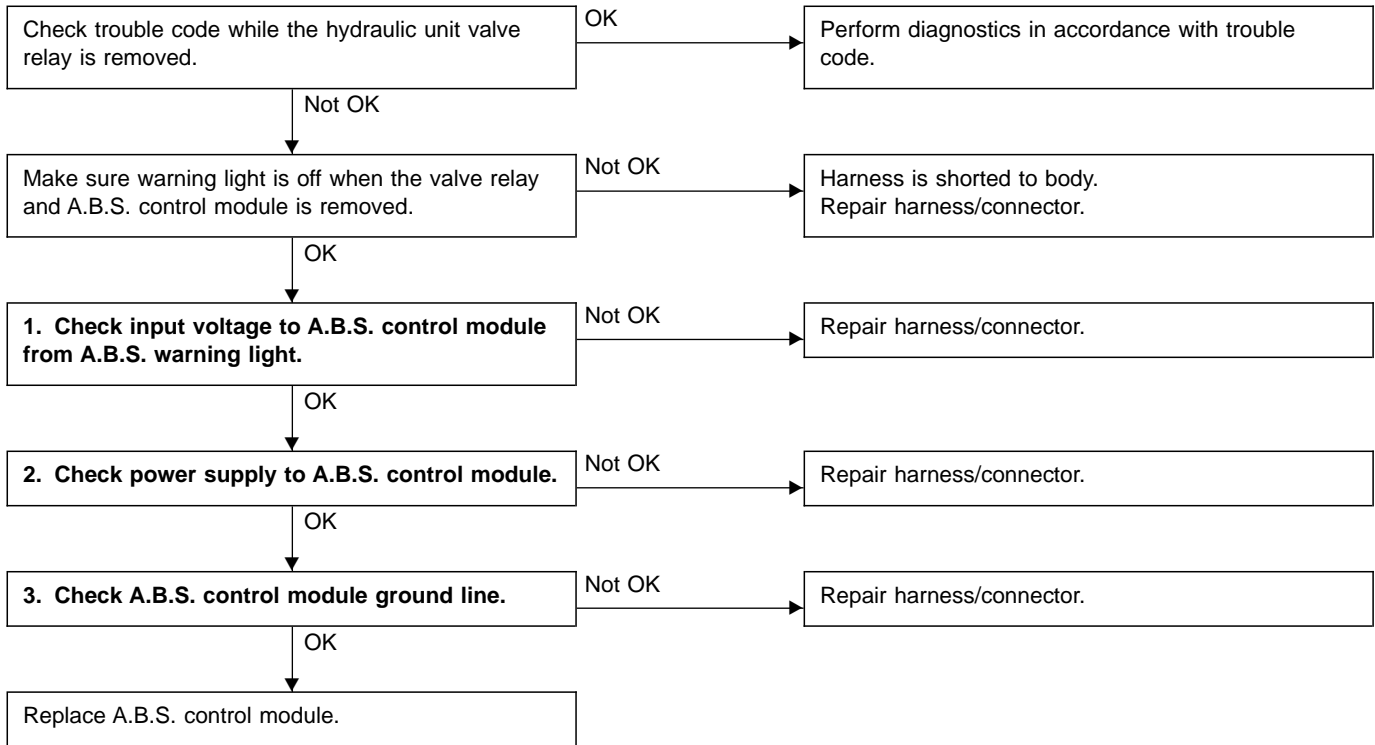 Check trouble code while the hydraulic unit valve
relay is removed.
OK
Perform diagnostics in accordance with trouble
code.
Not OK
Make sure warning light is off when the valve relay
and A.B.S. control module is removed.
Not OK
Harness is shorted to body.
Repair harness/connector.
OK
1. Check input voltage to A.B.S. control module
from A.B.S. warning light.
Not OK
Repair harness/connector.
OK
2. Check power supply to A.B.S. control module.
Not OK
Repair harness/connector.
OK
3. Check A.B.S. control module ground line.
Not OK
Repair harness/connector.
OK
Replace A.B.S. control module.